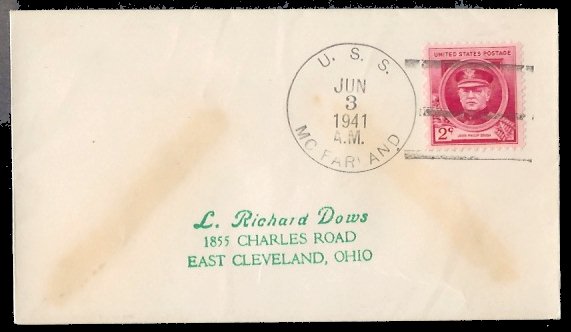 U. S. S.
JUN
3
1941
A.M.
MC FARLAND
UNITED STATES POSTAGE
JOHN PHILIP SOUSA
2¢
L. Richard Dows
1855 CHARLES ROAD
EAST CLEVELAND, OHIO